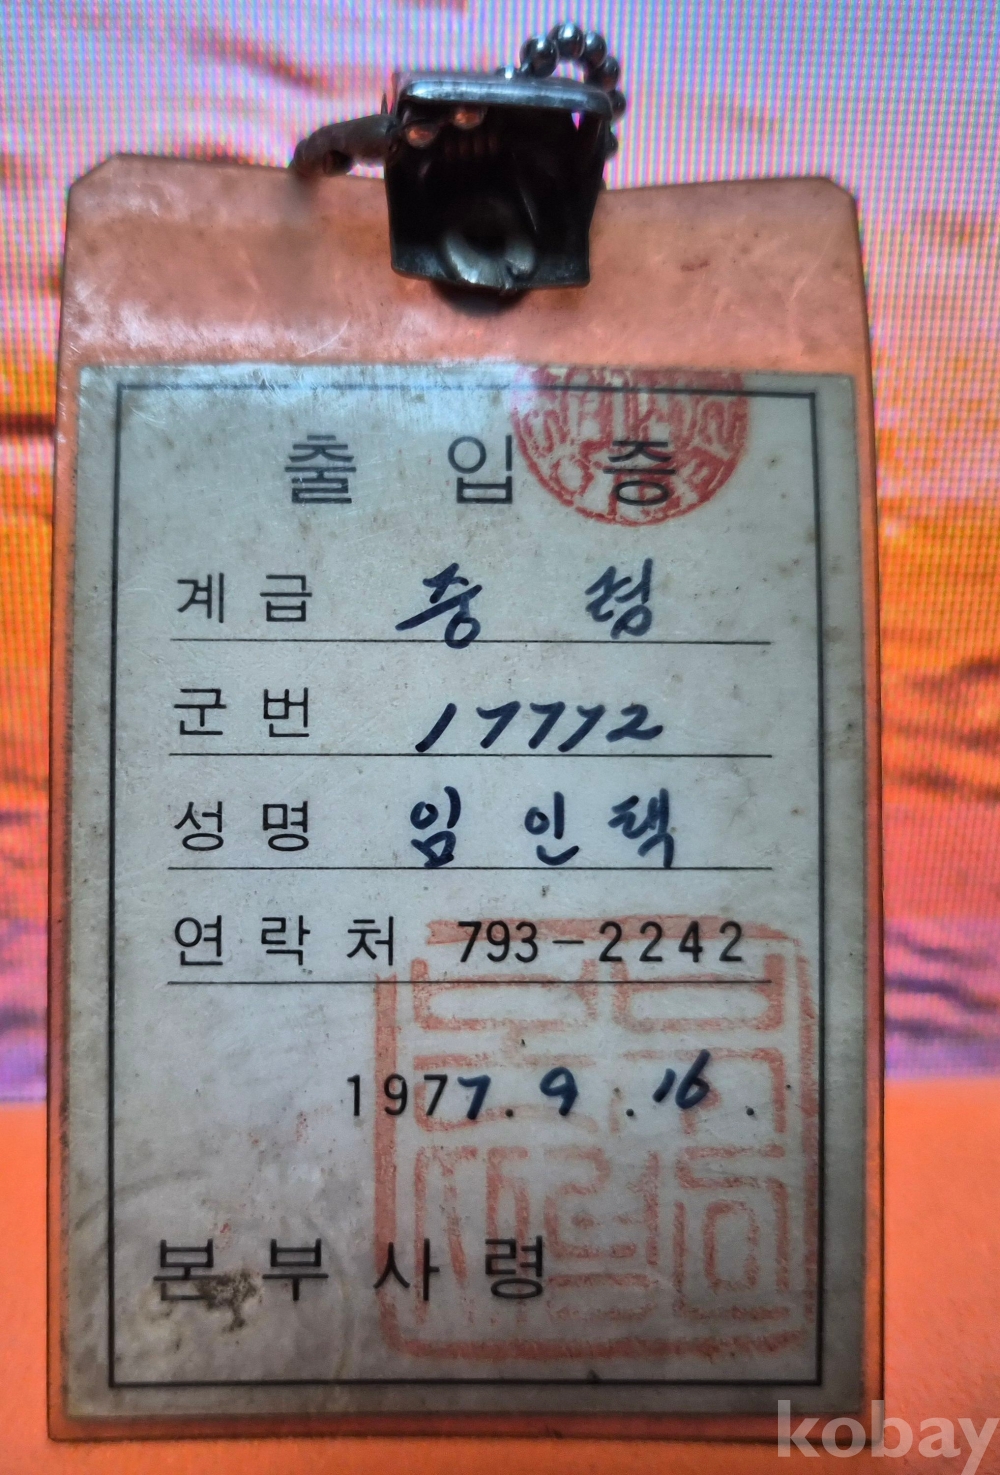 출입증
계급 중령
군번 17772
성명 임인택
연락처 793-2242
1977.9.16.
본부사령
kobay